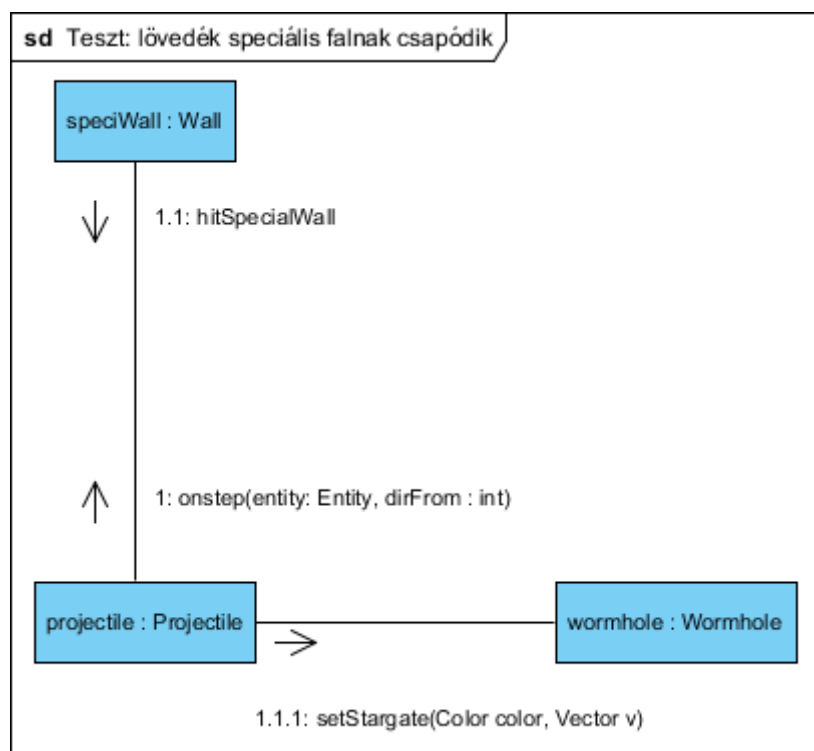 sd Teszt: lövedék speciális falnak csapódik
speciWall : Wall
1.1: hitSpecialWall
1: onstep(entity: Entity, dirFrom : int)
projectile : Projectile
wormhole : Wormhole
1.1.1: setStargate(Color color, Vector v)